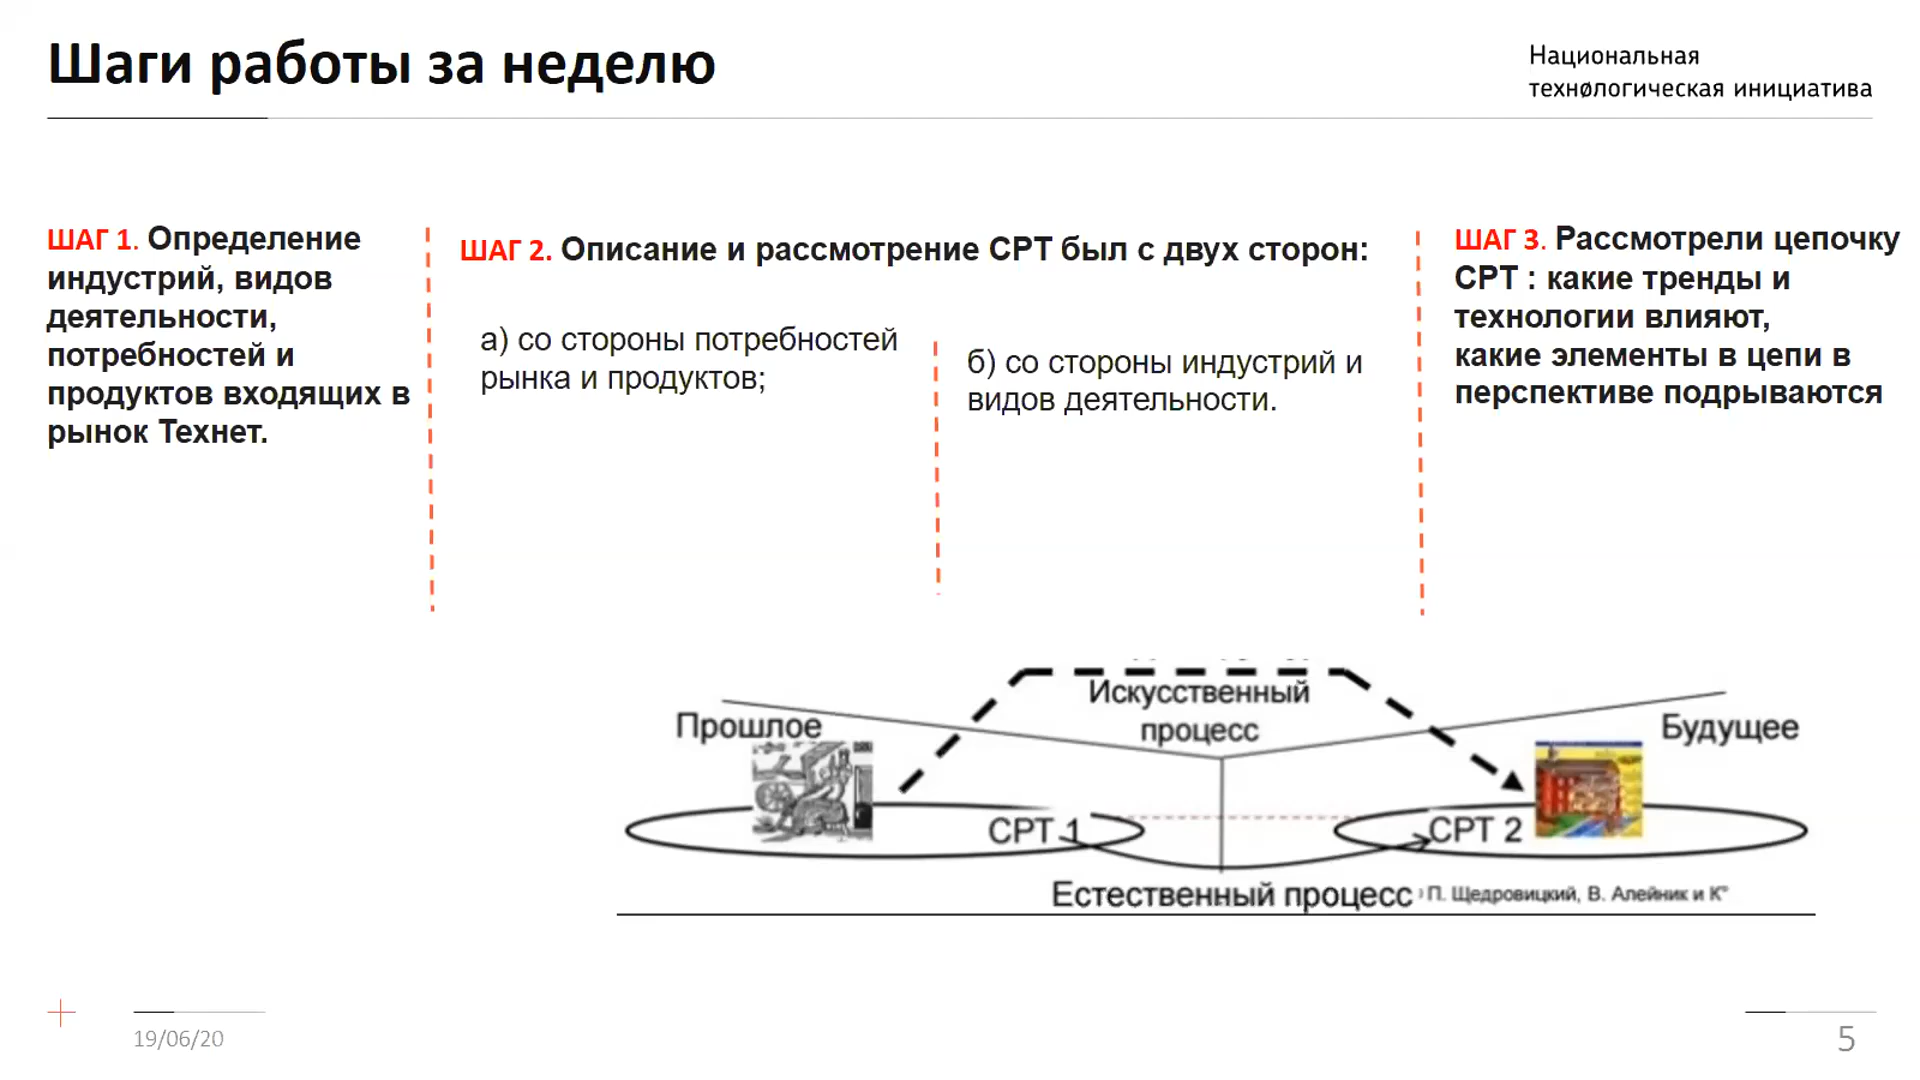 Шаги работы за неделю
Национальная
технøлогическая инициатива
ШАГ 1. Определение
индустрий, видов
деятельности,
потребностей и
продуктов входящих в
рынок Технет.
ШАГ 2. Описание и рассмотрение СРТ был с двух сторон:
а) со стороны потребностей
рынка и продуктов;
б) со стороны индустрий и
видов деятельности.
ШАГ 3. Рассмотрели цепочку
СРТ : какие тренды и
технологии влияют,
какие элементы в цепи в
перспективе подрываются
Искусственный
процесс
Прошлое
Будущее
СРТ 1
СРТ 2
Естественный процесс
П. Щедровицкий, В. Алейник и К°
19/06/20
5